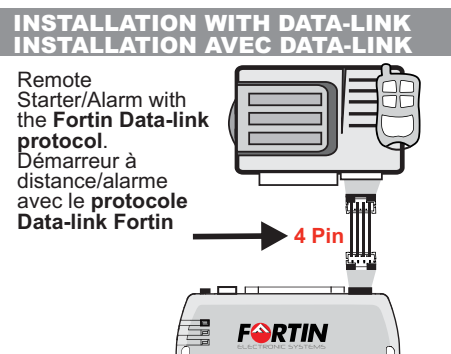 INSTALLATION WITH DATA-LINK
INSTALLATION AVEC DATA-LINK
Remote
Starter/Alarm with
the Fortin Data-link
protocol.
Démarreur à
distance/alarme
avec le protocole
Data-link Fortin
4 Pin
FORTIN
ELECTRONIC SYSTEMS